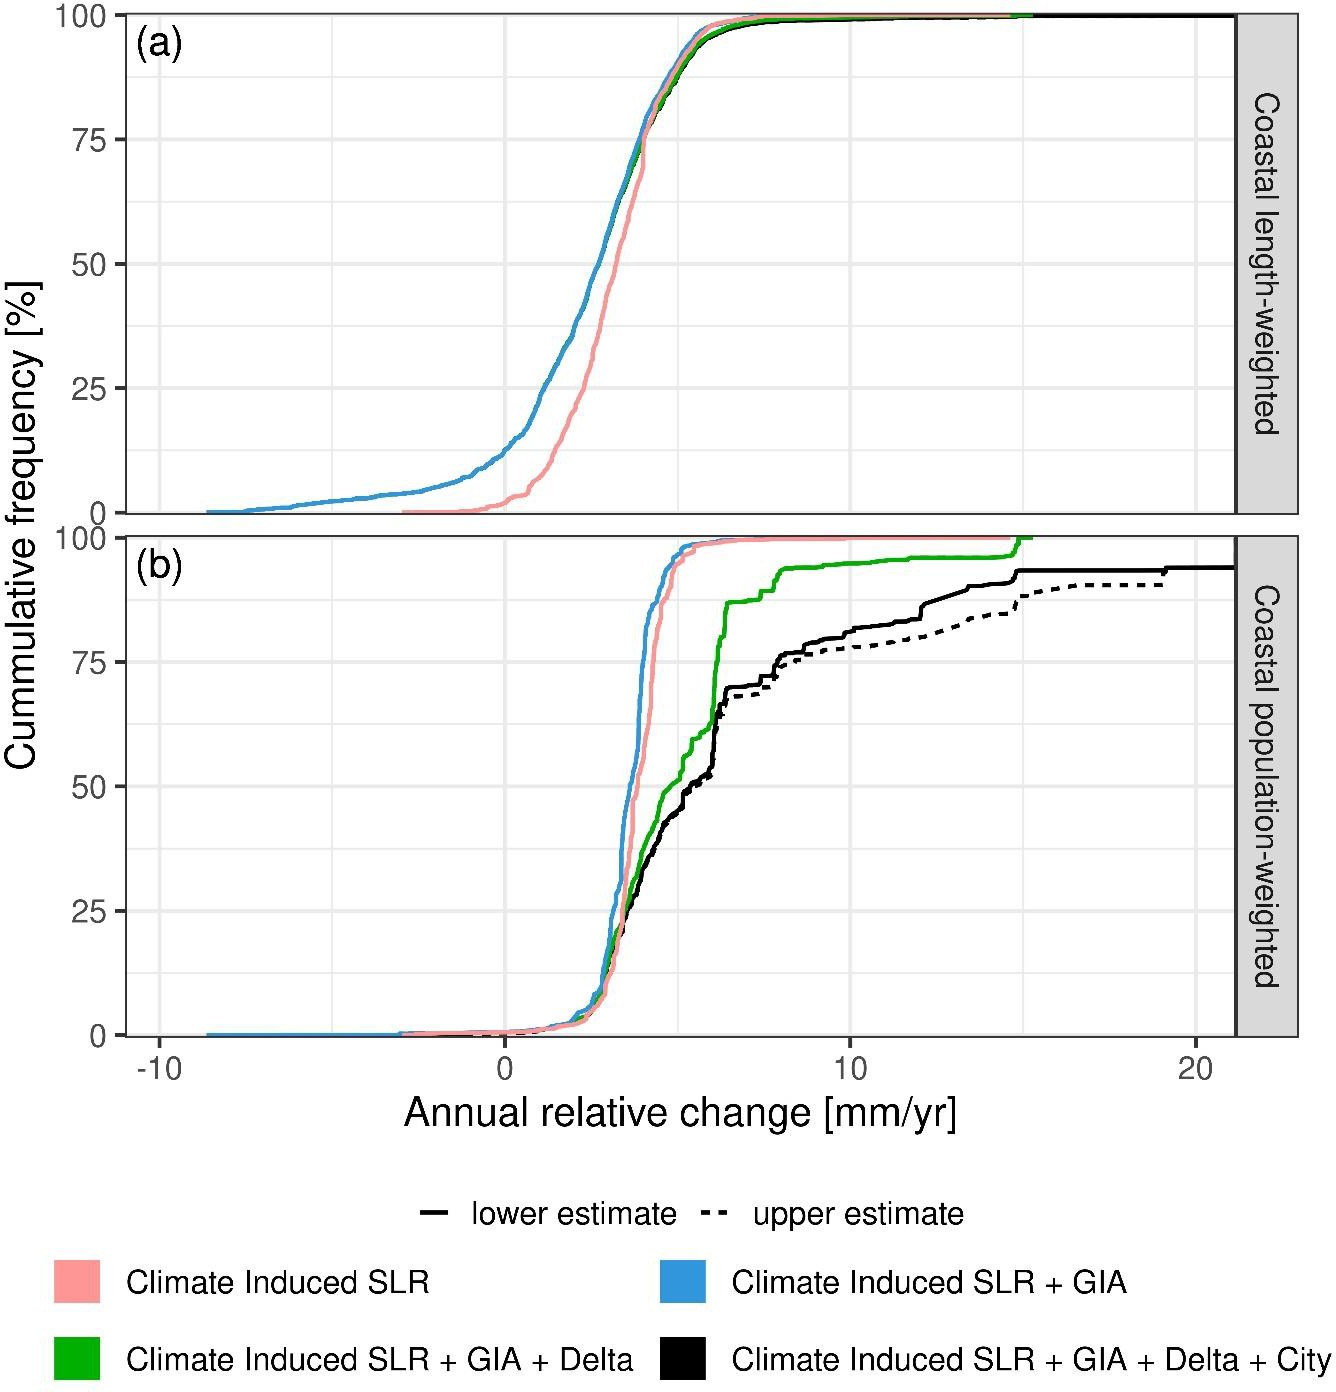 (a)
100
75
50
25
0
Coastal length-weighted
Cummulative frequency [%]
(b)
100
75
50
25
0
Coastal population-weighted
-10 0 10 20
Annual relative change [mm/yr]
lower estimate upper estimate
Climate Induced SLR Climate Induced SLR + GIA
Climate Induced SLR + GIA + Delta Climate Induced SLR + GIA + Delta + City